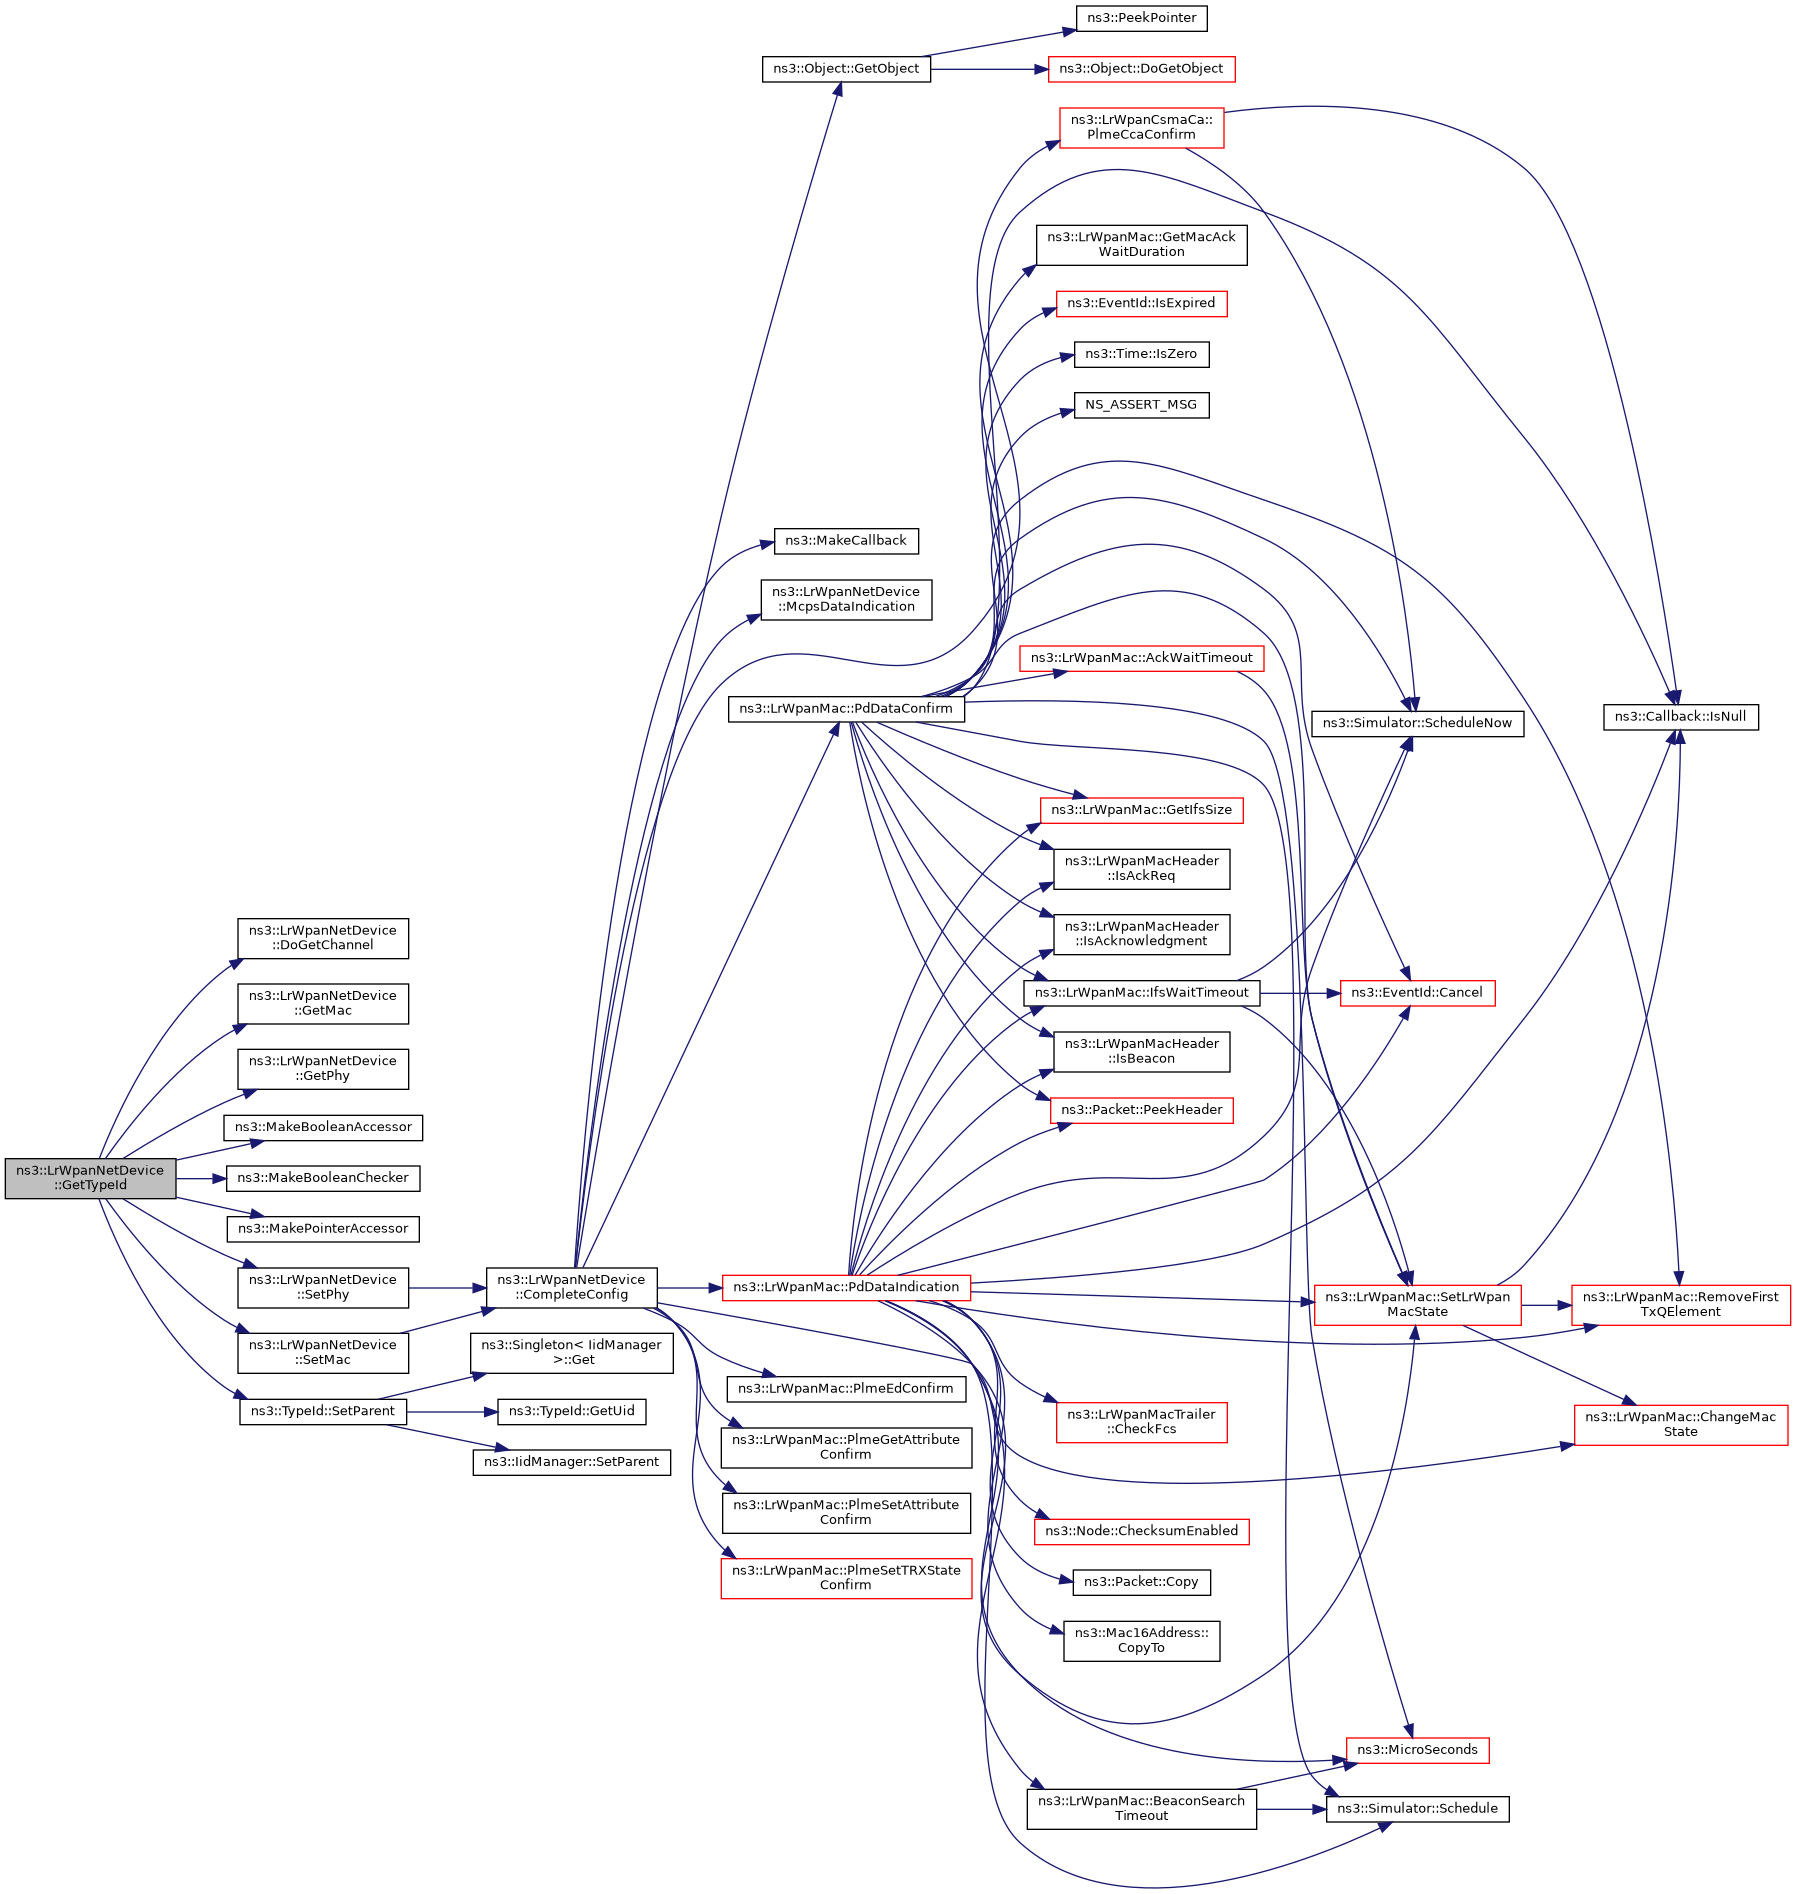 ns3::PeekPointer
ns3::Object::GetObject
ns3::Object::DoGetObject
ns3::LrWpanCsmaCa::
PlmeCcaConfirm
ns3::LrWpanMac::GetMacAck
WaitDuration
ns3::EventId::IsExpired
ns3::Time::IsZero
NS_ASSERT_MSG
ns3::MakeCallback
ns3::LrWpanNetDevice
::McpsDataIndication
ns3::LrWpanMac::AckWaitTimeout
ns3::LrWpanMac::PdDataConfirm
ns3::Simulator::ScheduleNow
ns3::Callback::IsNull
ns3::LrWpanMac::GetIfsSize
ns3::LrWpanMacHeader
::IsAckReq
ns3::LrWpanMacHeader
::IsAcknowledgment
ns3::LrWpanNetDevice
::DoGetChannel
ns3::LrWpanMac::IfsWaitTimeout
ns3::EventId::Cancel
ns3::LrWpanNetDevice
::GetMac
ns3::LrWpanMacHeader
::IsBeacon
ns3::LrWpanNetDevice
::GetPhy
ns3::Packet::PeekHeader
ns3::MakeBooleanAccessor
ns3::LrWpanNetDevice
::GetTypeId
ns3::MakeBooleanChecker
ns3::MakePointerAccessor
ns3::LrWpanNetDevice
::SetPhy
ns3::LrWpanNetDevice
::CompleteConfig
ns3::LrWpanMac::PdDataIndication
ns3::LrWpanMac::SetLrWpan
MacState
ns3::LrWpanMac::RemoveFirst
TxQElement
ns3::LrWpanNetDevice
::SetMac
ns3::Singleton< IidManager
>::Get
ns3::LrWpanMac::PlmeEdConfirm
ns3::TypeId::SetParent
ns3::TypeId::GetUid
ns3::LrWpanMacTrailer
::CheckFcs
ns3::LrWpanMac::ChangeMac
State
ns3::LrWpanMac::PlmeGetAttribute
Confirm
ns3::IidManager::SetParent
ns3::LrWpanMac::PlmeSetAttribute
Confirm
ns3::Node::ChecksumEnabled
ns3::LrWpanMac::PlmeSetTRXState
Confirm
ns3::Packet::Copy
ns3::Mac16Address::
CopyTo
ns3::MicroSeconds
ns3::LrWpanMac::BeaconSearch
Timeout
ns3::Simulator::Schedule